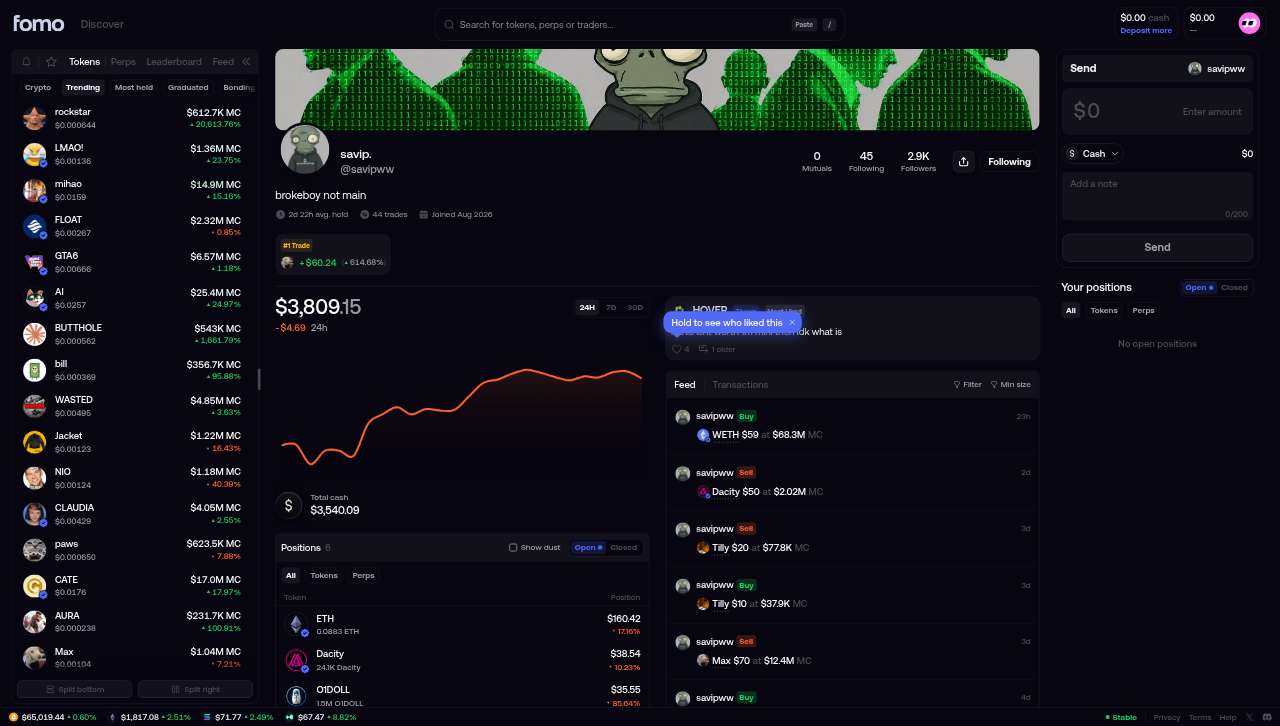 fomo
Discover
Search for tokens, perps or traders...
Paste
/
$0.00 cash
Deposit more
$0.00
—
Tokens
Perps
Leaderboard
Feed
Crypto
Trending
Most held
Graduated
Bonding
rockstar
$0.000644
$612.7K MC
20,613.76%
LMAO!
$0.00136
$1.36M MC
23.75%
mihao
$0.0159
$14.9M MC
15.16%
FLOAT
$0.00267
$2.32M MC
0.85%
GTA6
$0.00666
$6.57M MC
1.18%
AI
$0.0257
$25.4M MC
24.97%
BUTTHOLE
$0.000562
$543K MC
1,661.79%
bill
$0.000369
$356.7K MC
95.88%
WASTED
$0.00495
$4.85M MC
3.63%
Jacket
$0.00123
$1.22M MC
16.43%
NIO
$0.00124
$1.18M MC
40.39%
CLAUDIA
$0.00429
$4.05M MC
2.55%
paws
$0.000650
$623.5K MC
7.88%
CATE
$0.0176
$17.0M MC
17.97%
AURA
$0.000238
$231.7K MC
100.91%
Max
$0.00104
$1.04M MC
7.21%
Split bottom
Split right
savip.
@savipww
0
Mutuals
45
Following
2.9K
Followers
Following
brokeboy not main
2d 22h avg. hold
44 trades
Joined Aug 2026
#1 Trade
+$60.24
614.68%
$3,809.15
-$4.69 24h
24H
7D
30D
Total cash
$3,540.09
Positions 6
Show dust
Open
Closed
All
Tokens
Perps
Token
Position
ETH
0.0883 ETH
$160.42
17.16%
Dacity
24.1K Dacity
$38.54
10.23%
O1DOLL
1.5M O1DOLL
$35.55
85.64%
HOVER
Hold to see who liked this
idk what is
4
1 older
Feed
Transactions
Filter
Min size
savipww Buy
23h
WETH $59 at $68.3M MC
savipww Sell
2d
Dacity $50 at $2.02M MC
savipww Sell
3d
Tilly $20 at $77.8K MC
savipww Buy
3d
Tilly $10 at $37.9K MC
savipww Sell
3d
Max $70 at $12.4M MC
savipww Buy
4d
Send
savipww
$0
Enter amount
$ Cash
$0
Add a note
0/200
Send
Your positions
Open
Closed
All
Tokens
Perps
No open positions
$65,019.44 0.60%
$1,817.08 2.51%
$71.77 2.49%
$67.47 8.82%
Stable
Privacy
Terms
Help